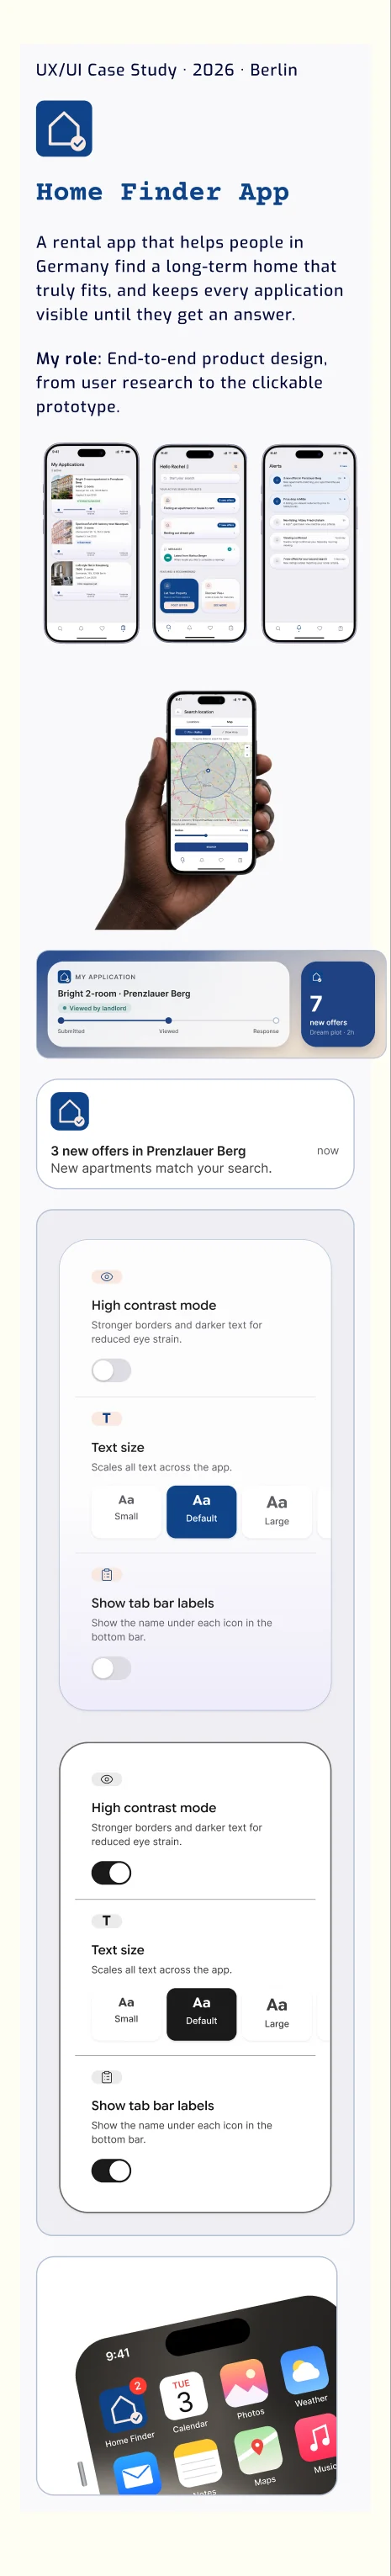 UX/UI Case Study · 2026 · Berlin
Home Finder App
A rental app that helps people in
Germany find a long-term home that
truly fits, and keeps every application
visible until they get an answer.
My role: End-to-end product design,
from user research to the clickable
prototype.
My Applications
Hello Rachel
Alerts
Search location
MY APPLICATION
Bright 2-room · Prenzlauer Berg
Viewed by landlord
Submitted
Viewed
Response
7
new offers
Dream plot · 2h
3 new offers in Prenzlauer Berg
now
New apartments match your search.
High contrast mode
Stronger borders and darker text for
reduced eye strain.
T
Text size
Scales all text across the app.
Aa
Small
Aa
Default
Aa
Large
Show tab bar labels
Show the name under each icon in the
bottom bar.
High contrast mode
Stronger borders and darker text for
reduced eye strain.
T
Text size
Scales all text across the app.
Aa
Small
Aa
Default
Aa
Large
Show tab bar labels
Show the name under each icon in the
bottom bar.
9:41
2
Home Finder
TUE
3
Calendar
Photos
Weather
Notes
Maps
Music